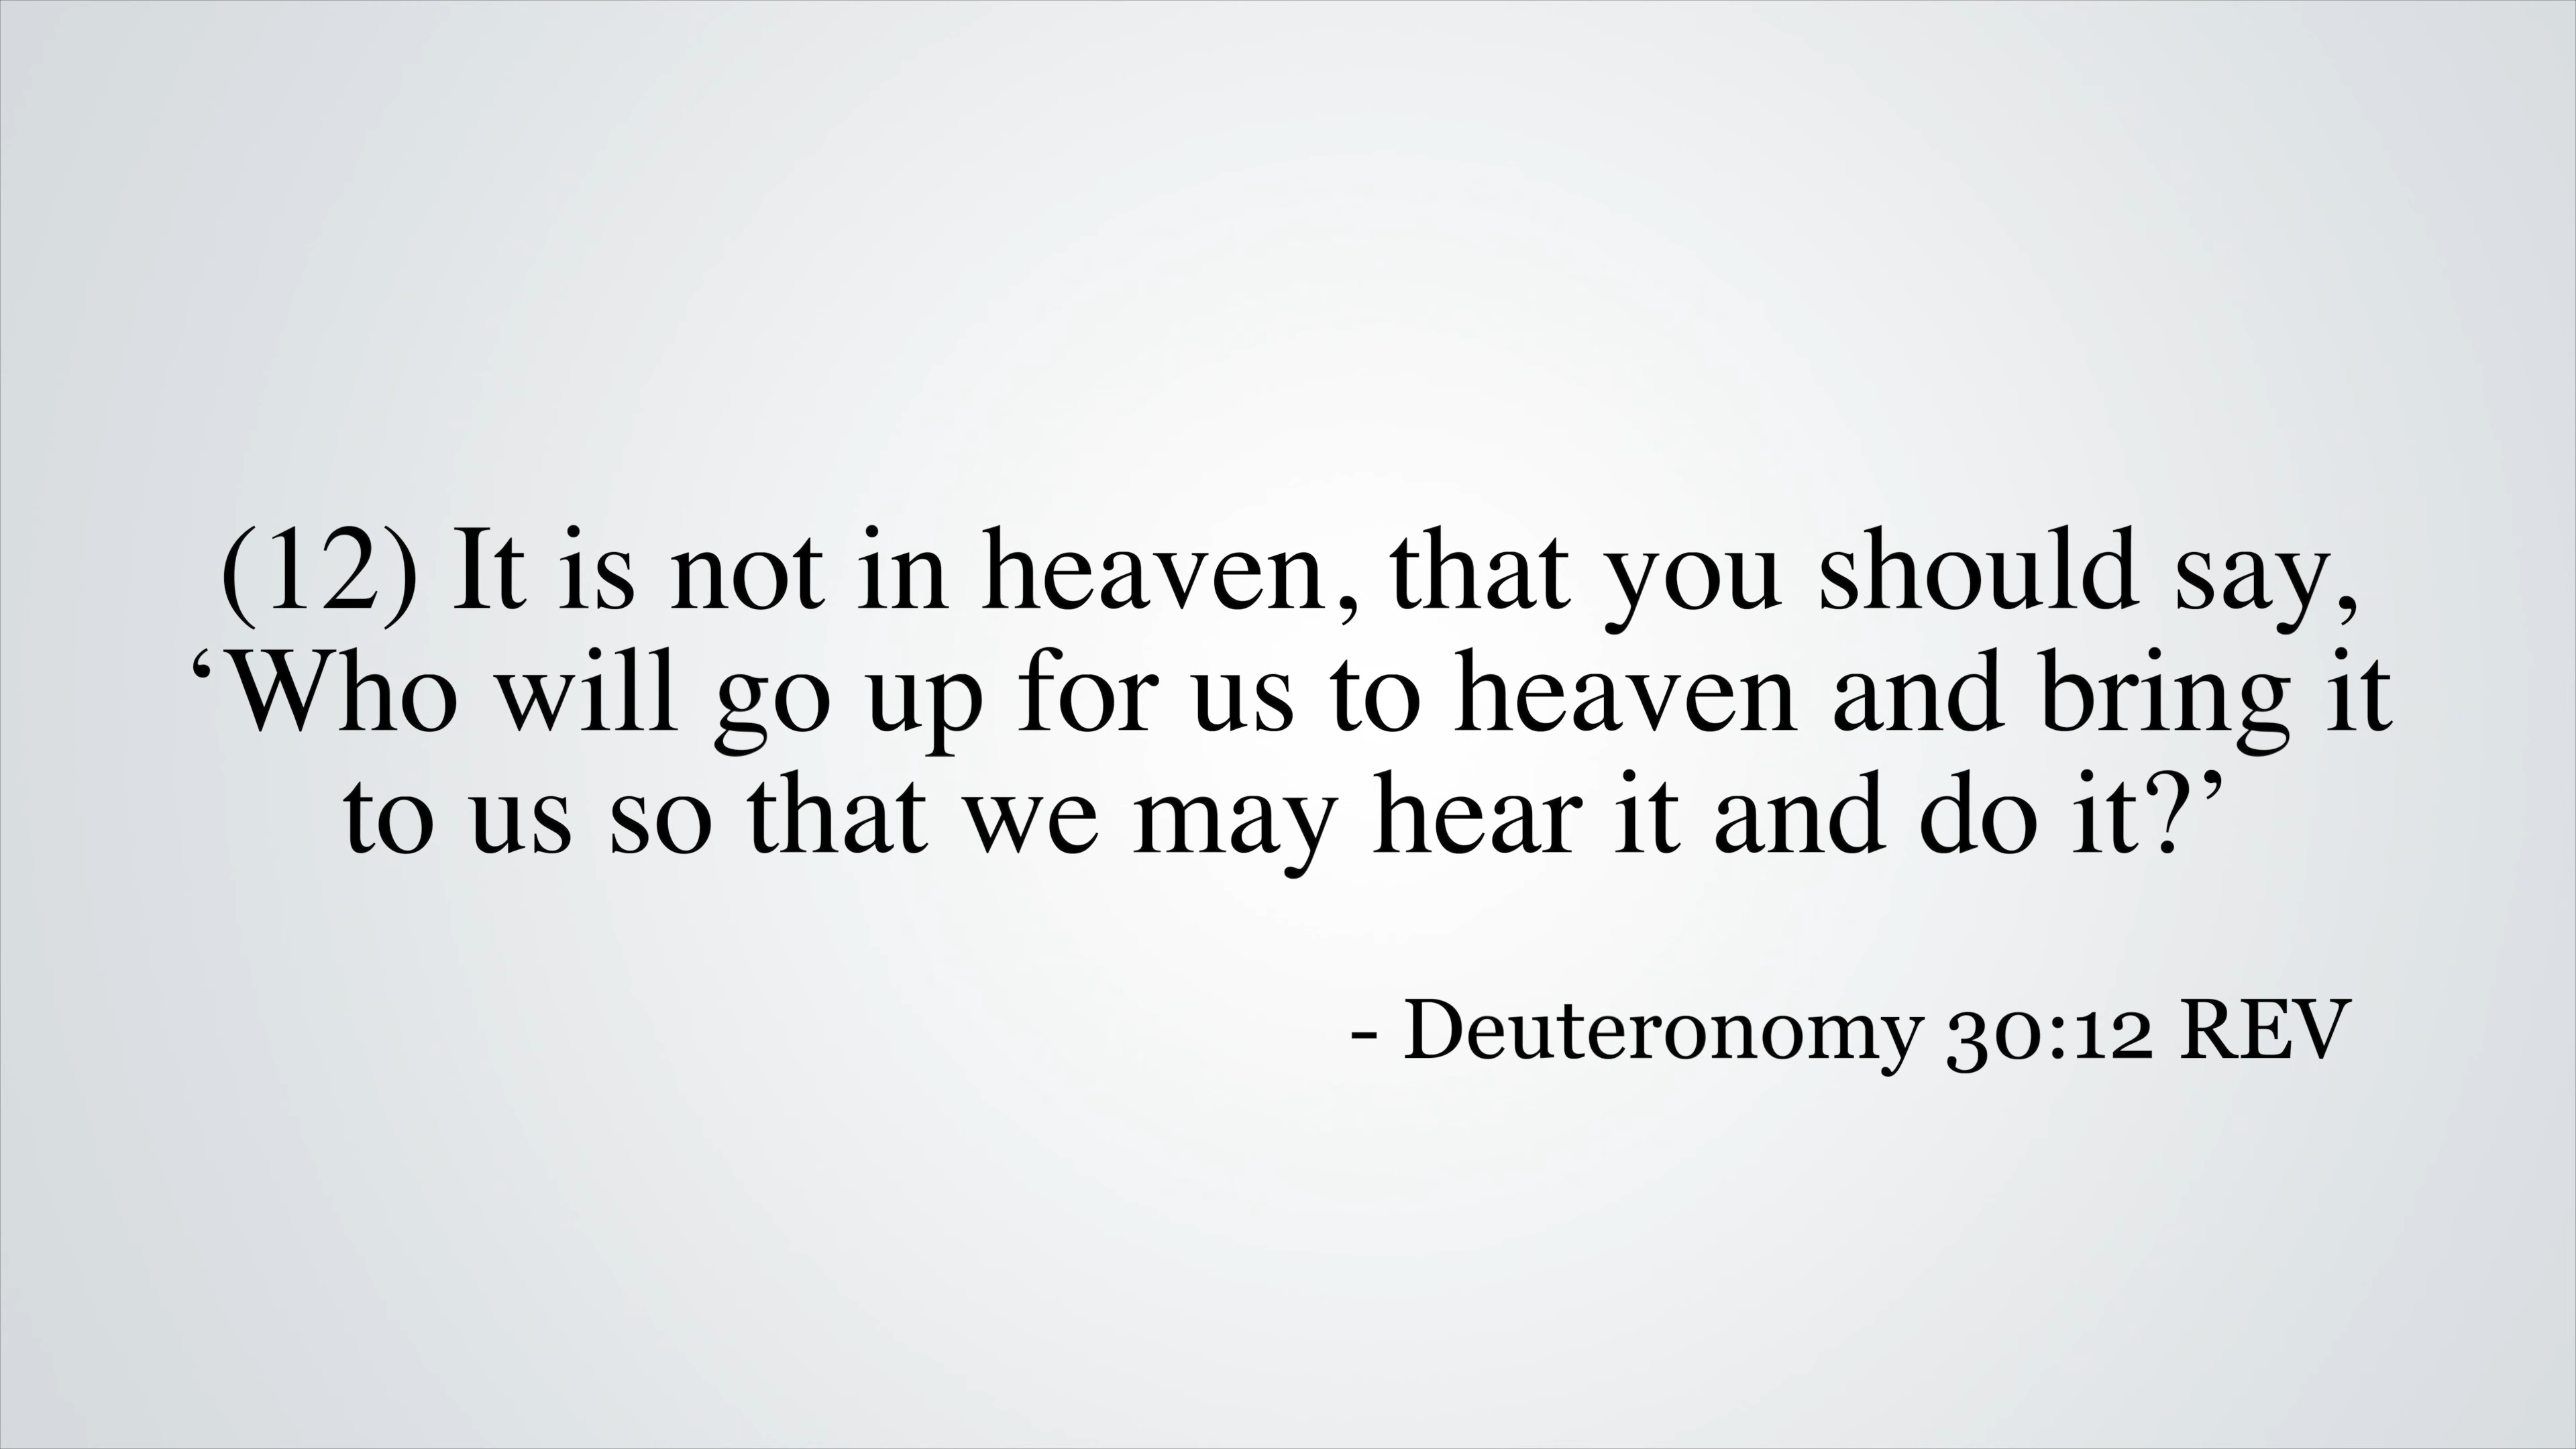 (12) It is not in heaven, that you should say,
‘Who will go up for us to heaven and bring it
to us so that we may hear it and do it?’
- Deuteronomy 30:12 REV